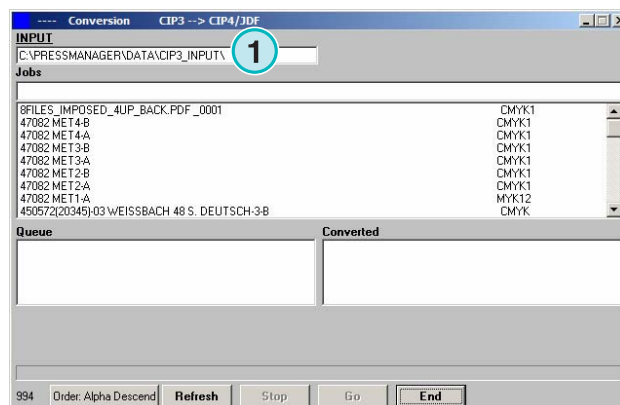 ---- Conversion CIP3 --> CIP4/JDF
INPUT
C:\PRESSMANAGER\DATA\CIP3_INPUT\
1
Jobs
8FILES_IMPOSED_4UP_BACK.PDF _0001 CMYK1
47082 MET4-B CMYK1
47082 MET4-A CMYK1
47082 MET3-B CMYK1
47082 MET3-A CMYK1
47082 MET2-B CMYK1
47082 MET2-A CMYK1
47082 MET1-A MYK12
450572(20345)-03 WEISSBACH 48 S. DEUTSCH-3-B CMYK
Queue Converted
994 Order: Alpha Descend Refresh Stop Go End